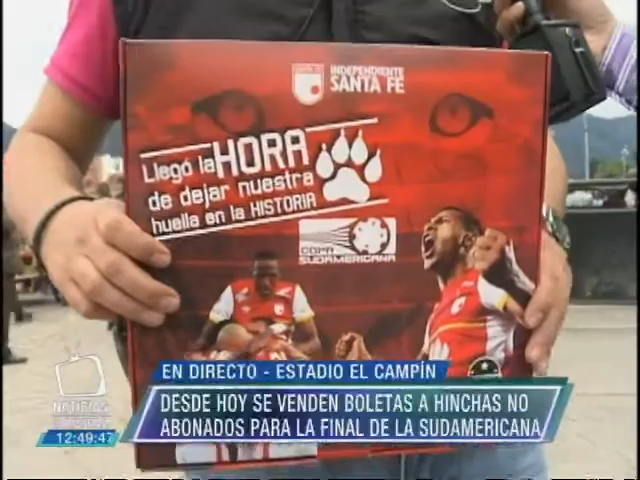 INDEPENDIENTE
SANTA FE
Llegó la HORA
de dejar nuestra
huella en la HISTORIA
COPA
SUDAMERICANA
EN DIRECTO - ESTADIO EL CAMPÍN
DESDE HOY SE VENDEN BOLETAS A HINCHAS NO
ABONADOS PARA LA FINAL DE LA SUDAMERICANA
NOTICIAS
12:49:47